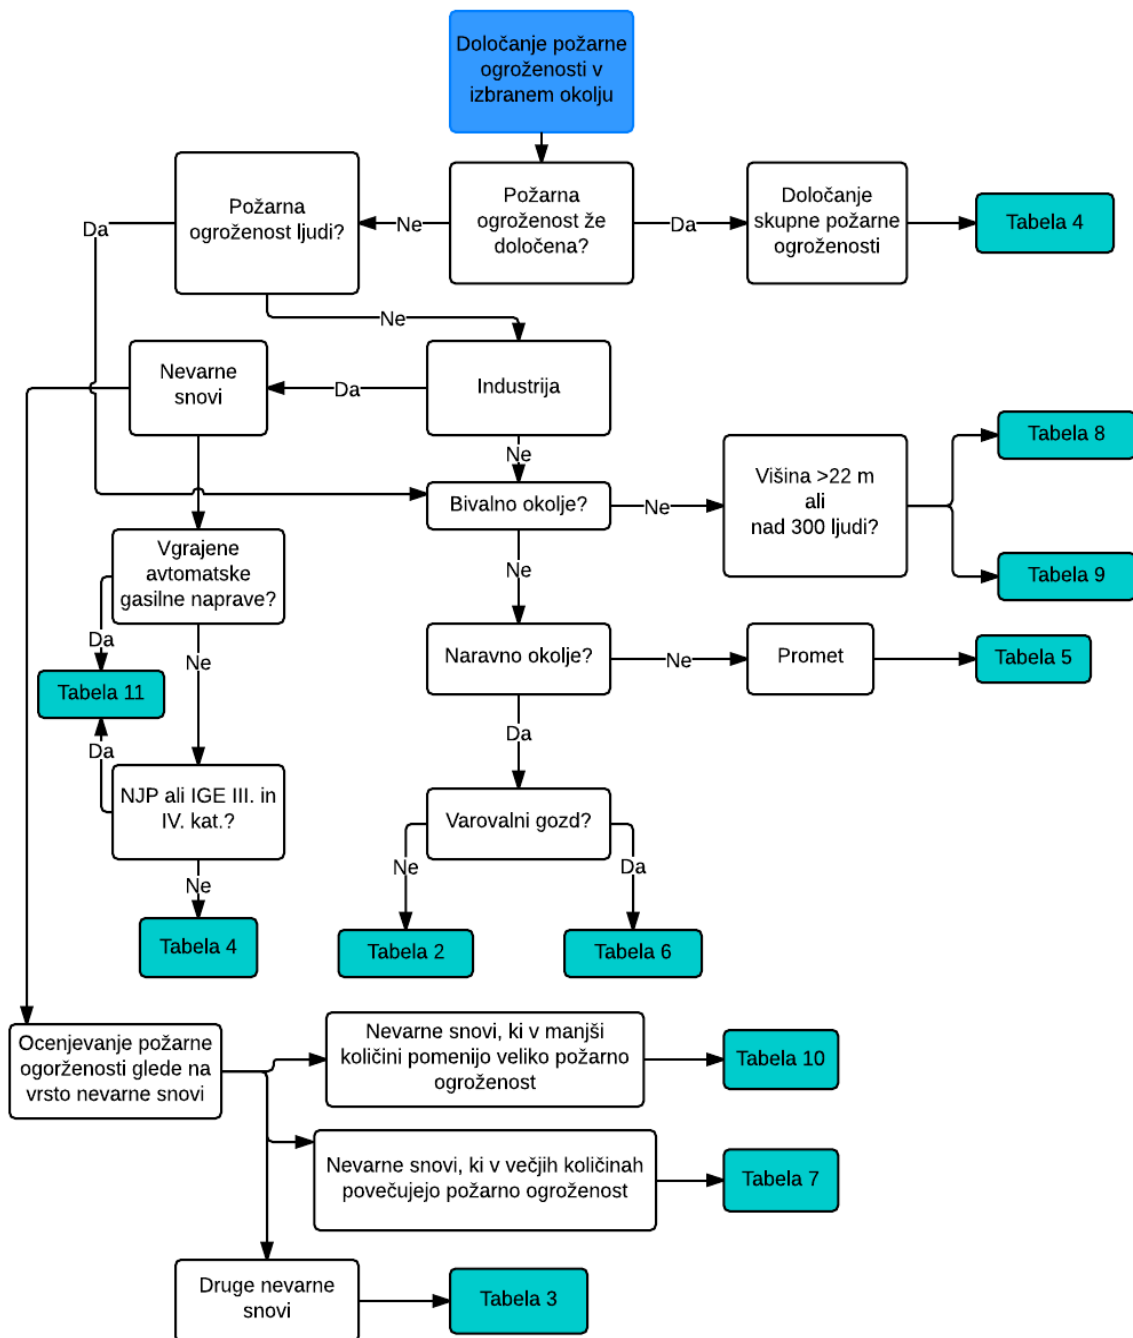 Določanje požarne
ogroženosti v
izbranem okolju
Požarna
ogroženost ljudi?
Požarna
ogroženost že
določena?
Določanje
skupne požarne
ogroženosti
Tabela 4
Da
Ne
Da
Ne
Nevarne
snovi
Da
Industrija
Ne
Tabela 8
Višina >22 m
ali
nad 300 ljudi?
Bivalno okolje?
Ne
Tabela 9
Vgrajene
avtomatske
gasilne naprave?
Ne
Da
Ne
Naravno okolje?
Ne
Promet
Tabela 5
Tabela 11
Da
Da
NJP ali IGE III. in
IV. kat.?
Varovalni gozd?
Ne
Ne
Da
Tabela 4
Tabela 2
Tabela 6
Ocenjevanje požarne
ogorženosti glede na
vrsto nevarne snovi
Nevarne snovi, ki v manjši
količini pomenijo veliko požarno
ogroženost
Tabela 10
Nevarne snovi, ki v večjih količinah
povečujejo požarno ogroženost
Tabela 7
Druge nevarne
snovi
Tabela 3